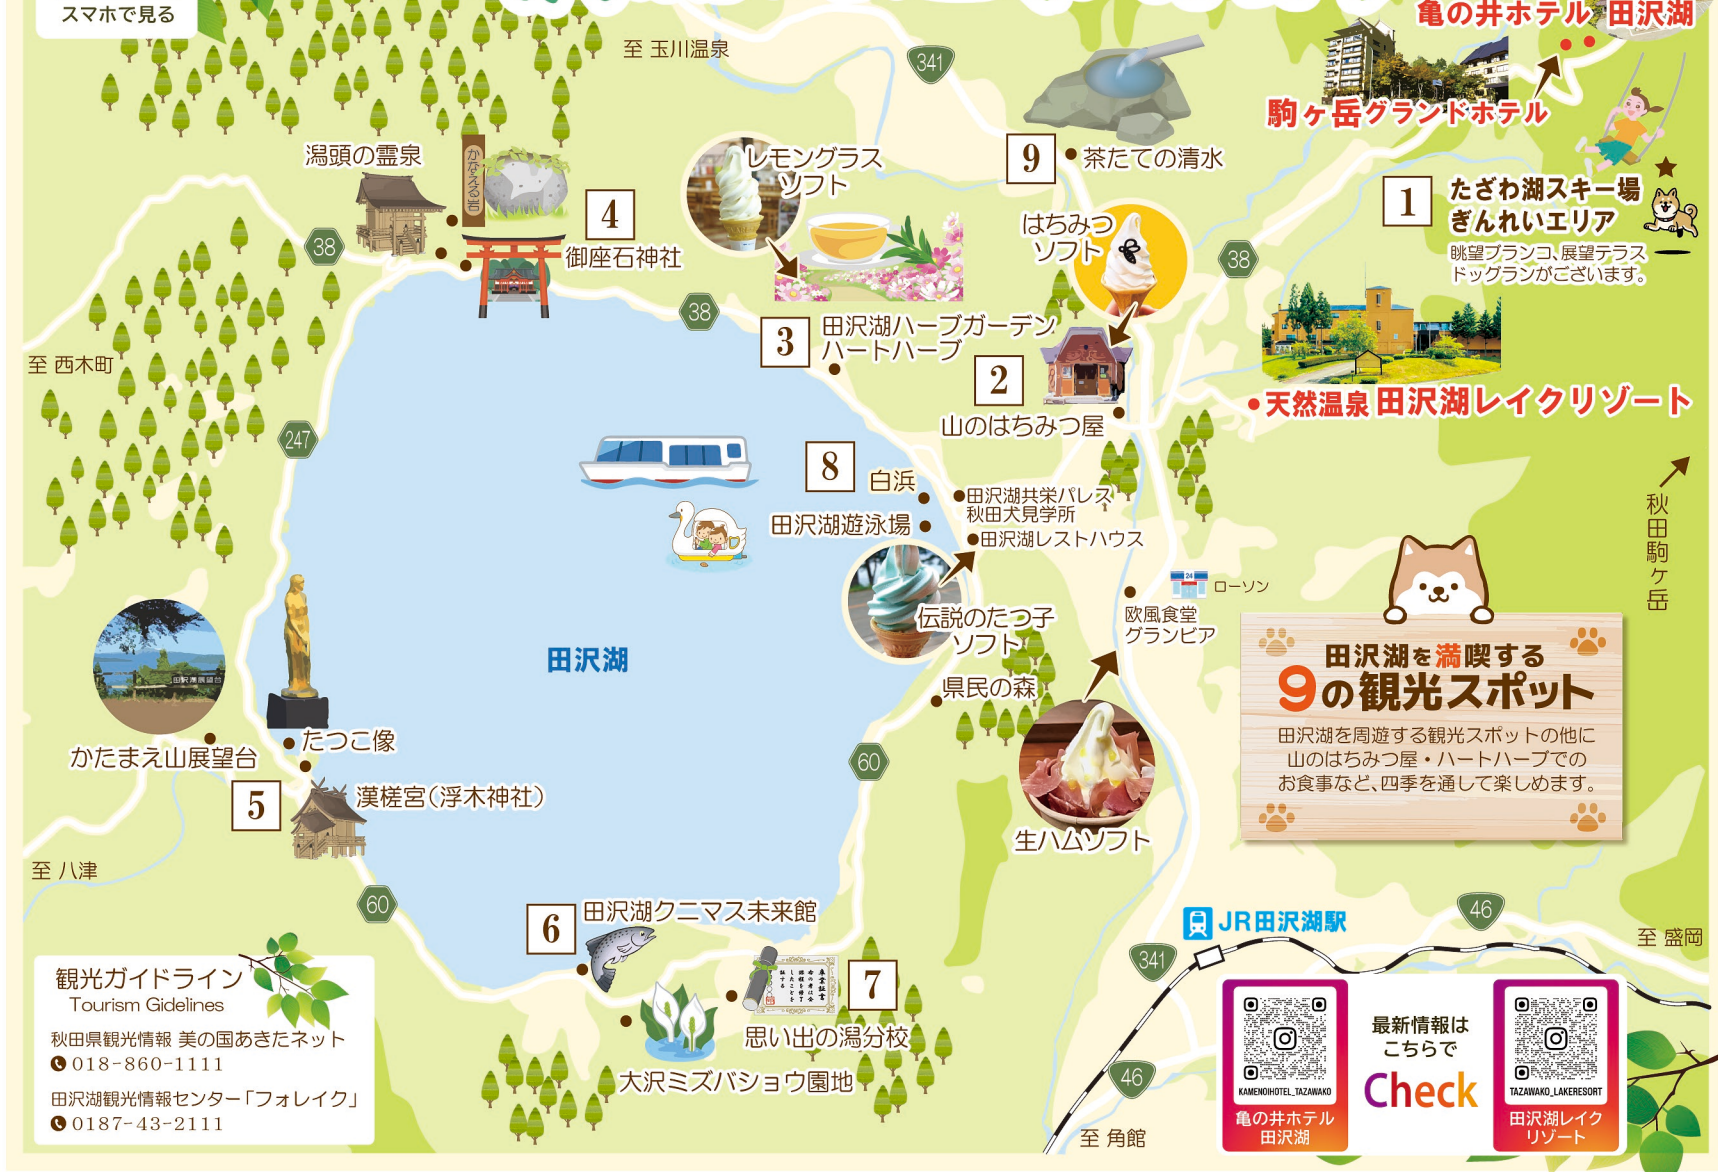 スマホで見る
至 玉川温泉
341
亀の井ホテル 田沢湖
駒ヶ岳グランドホテル
潟頭の霊泉
かなえる岩
4
御座石神社
38
レモングラス
ソフト
9
茶たての清水
はちみつ
ソフト
38
1
たざわ湖スキー場
ぎんれいエリア
眺望ブランコ、展望テラス
ドッグランがございます。
38
3
田沢湖ハーブガーデン
ハートハーブ
2
山のはちみつ屋
天然温泉 田沢湖レイクリゾート
至 西木町
247
8
白浜
田沢湖遊泳場
田沢湖共栄パレス
秋田犬見学所
田沢湖レストハウス
秋田駒ヶ岳
24
ローソン
欧風食堂
グランビア
伝説のたつ子
ソフト
田沢湖
県民の森
田沢湖を満喫する
9の観光スポット
田沢湖を周遊する観光スポットの他に
山のはちみつ屋・ハートハーブでの
お食事など、四季を通して楽しめます。
田沢湖展望台
かたまえ山展望台
たつこ像
5
漢槎宮(浮木神社)
60
生ハムソフト
至 八津
60
6
田沢湖クニマス未来館
7
卒業証書
思い出の潟分校
大沢ミズバショウ園地
JR田沢湖駅
46
至 盛岡
341
46
至 角館
観光ガイドライン
Tourism Gidelines
秋田県観光情報 美の国あきたネット
018-860-1111
田沢湖観光情報センター「フォレイク」
0187-43-2111
KAMENOIHOTEL_TAZAWAKO
亀の井ホテル
田沢湖
最新情報は
こちらで
Check
TAZAWAKO_LAKERESORT
田沢湖レイク
リゾート